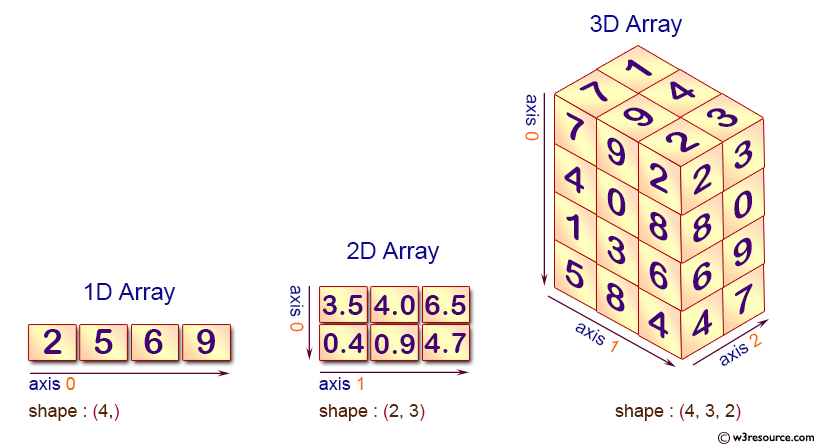 1D Array
2 5 6 9
axis 0
shape : (4,)
2D Array
axis 0
3.5 4.0 6.5
0.4 0.9 4.7
axis 1
shape : (2, 3)
3D Array
axis 0
1 4 3
7 9 2
7 9 2 2 3
4 0 8 8 0
1 3 6 6 9
5 8 4 4 7
axis 1
axis 2
shape : (4, 3, 2)
© w3resource.com